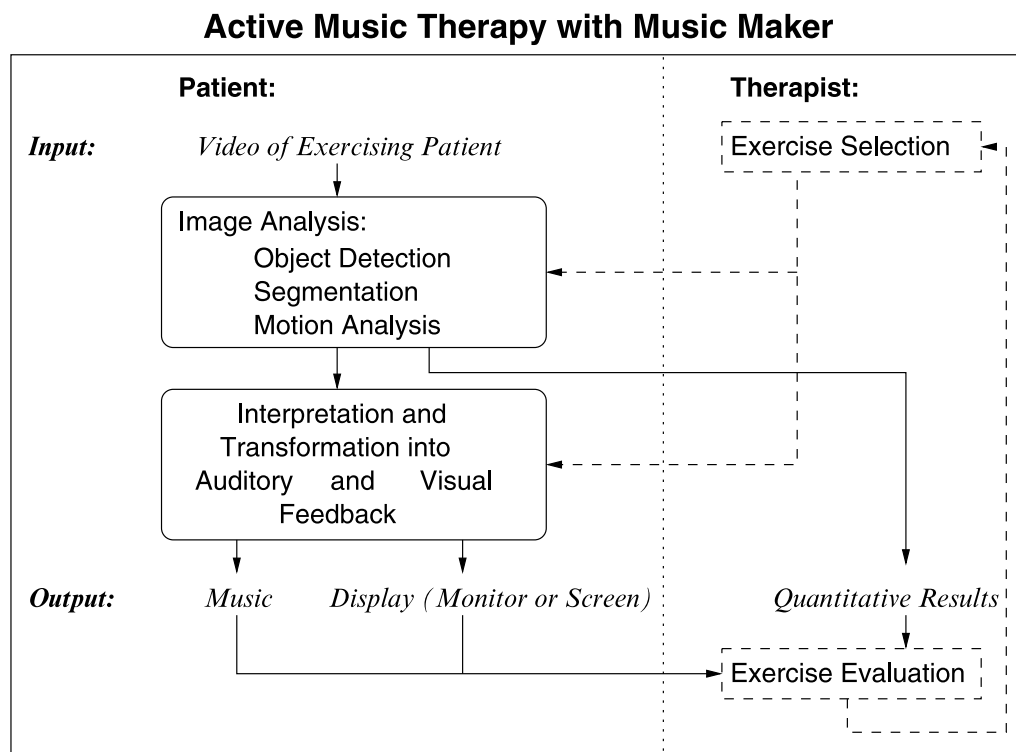 Active Music Therapy with Music Maker
Patient:
Therapist:
Input:
Video of Exercising Patient
Exercise Selection
Image Analysis:
Object Detection
Segmentation
Motion Analysis
Interpretation and
Transformation into
Auditory and Visual
Feedback
Output:
Music
Display (Monitor or Screen)
Quantitative Results
Exercise Evaluation